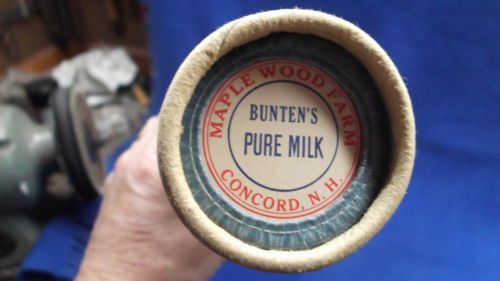 MAPLE WOOD FARM
BUNTEN'S
PURE MILK
CONCORD, N. H.